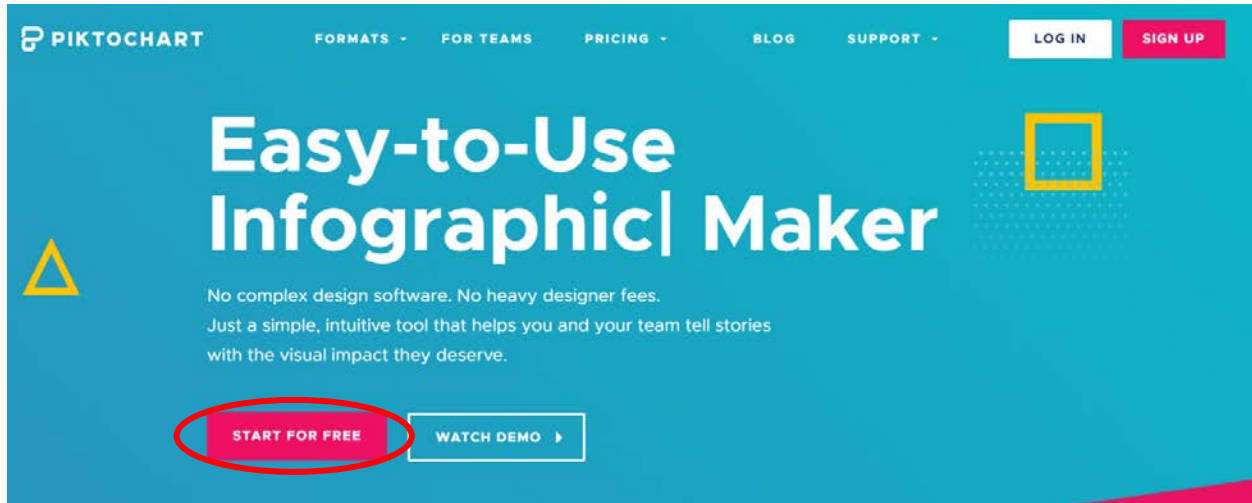 PIKTOCHART FORMATS - FOR TEAMS PRICING - BLOG SUPPORT - LOG IN SIGN UP
Easy-to-Use
Infographic| Maker
No complex design software. No heavy designer fees.
Just a simple, intuitive tool that helps you and your team tell stories
with the visual impact they deserve.
START FOR FREE WATCH DEMO